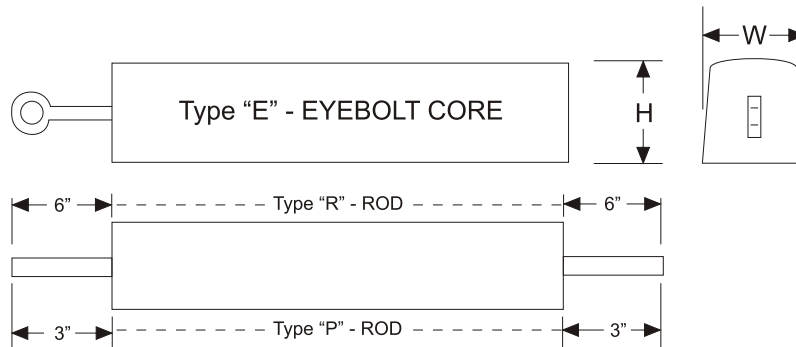 W
Type “E” - EYEBOLT CORE
H
6” Type “R” - ROD 6”
3” Type “P” - ROD 3”